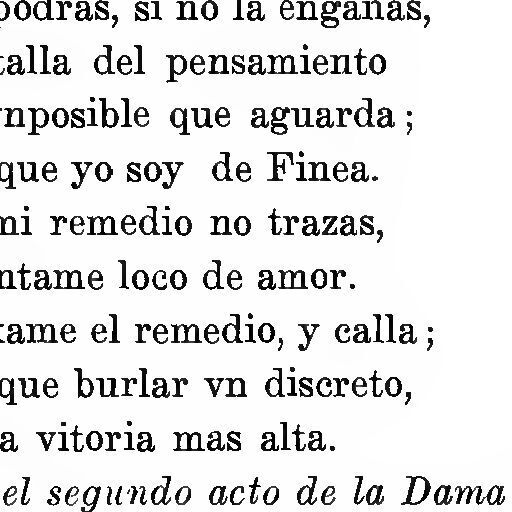 podras, si no la engañas,
talla del pensamiento
ynposible que aguarda;
que yo soy de Finea.
mi remedio no trazas,
ntame loco de amor.
xame el remedio, y calla;
que burlar vn discreto,
a vitoria mas alta.
el segundo acto de la Dama